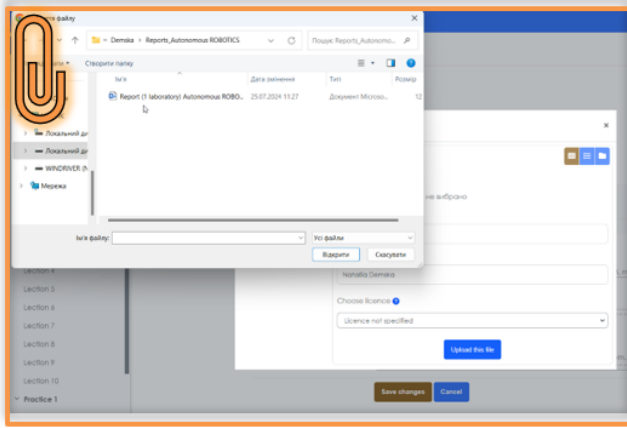 файлу
Demska › Reports_Autonomous ROBOTICS
Пошук: Reports_Autonomo...
Створити папку
Ім'я
Дата змінення
Тип
Розмір
Report (1 laboratory) Autonomous ROBO...
25.07.2024 11:27
Документ Microso...
12
Локальний ди
Локальний ди
WINDRIVER (
Мережа
не вибрано
Ім'я файлу:
Усі файли
Відкрити
Скасувати
Lection 4
Natalia Demska
Lection 5
Choose licence
Lection 6
Licence not specified
Lection 7
Lection 8
Upload this file
Lection 9
Lection 10
Save changes
Cancel
Practice 1